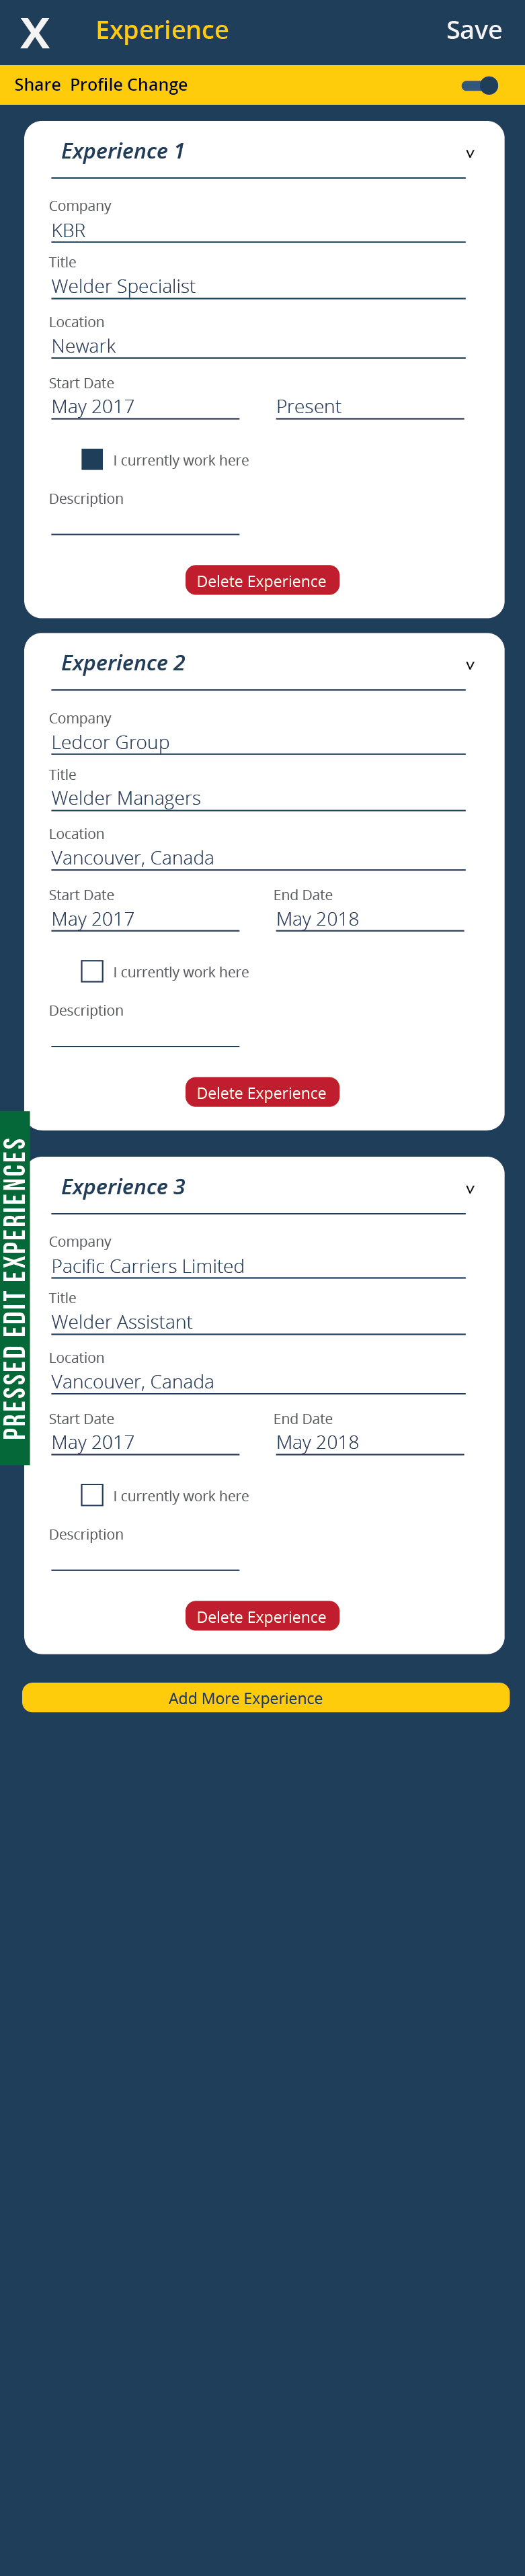 X Experience Save
Share Profile Change
Experience 1 v
Company
KBR
Title
Welder Specialist
Location
Newark
Start Date
May 2017 Present
I currently work here
Description
Delete Experience
Experience 2 v
Company
Ledcor Group
Title
Welder Managers
Location
Vancouver, Canada
Start Date End Date
May 2017 May 2018
I currently work here
Description
Delete Experience
PRESSED EDIT EXPERIENCES
Experience 3 v
Company
Pacific Carriers Limited
Title
Welder Assistant
Location
Vancouver, Canada
Start Date End Date
May 2017 May 2018
I currently work here
Description
Delete Experience
Add More Experience